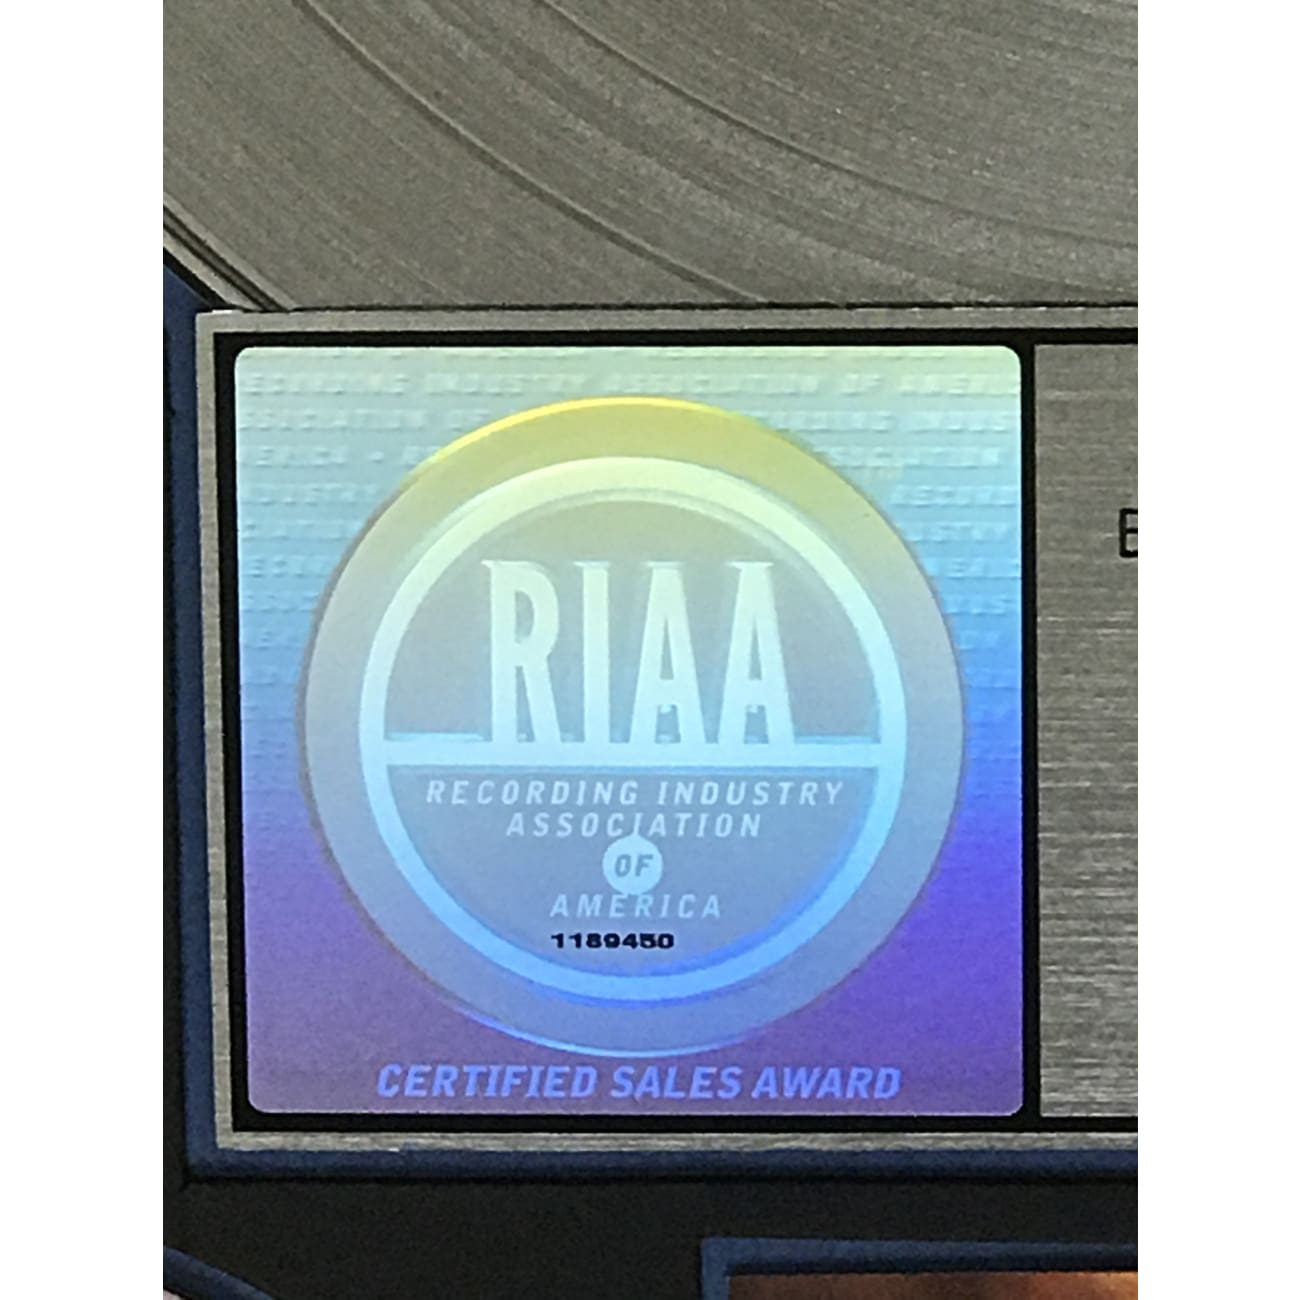 RIAA
RECORDING INDUSTRY
ASSOCIATION
OF
AMERICA
1189450
CERTIFIED SALES AWARD